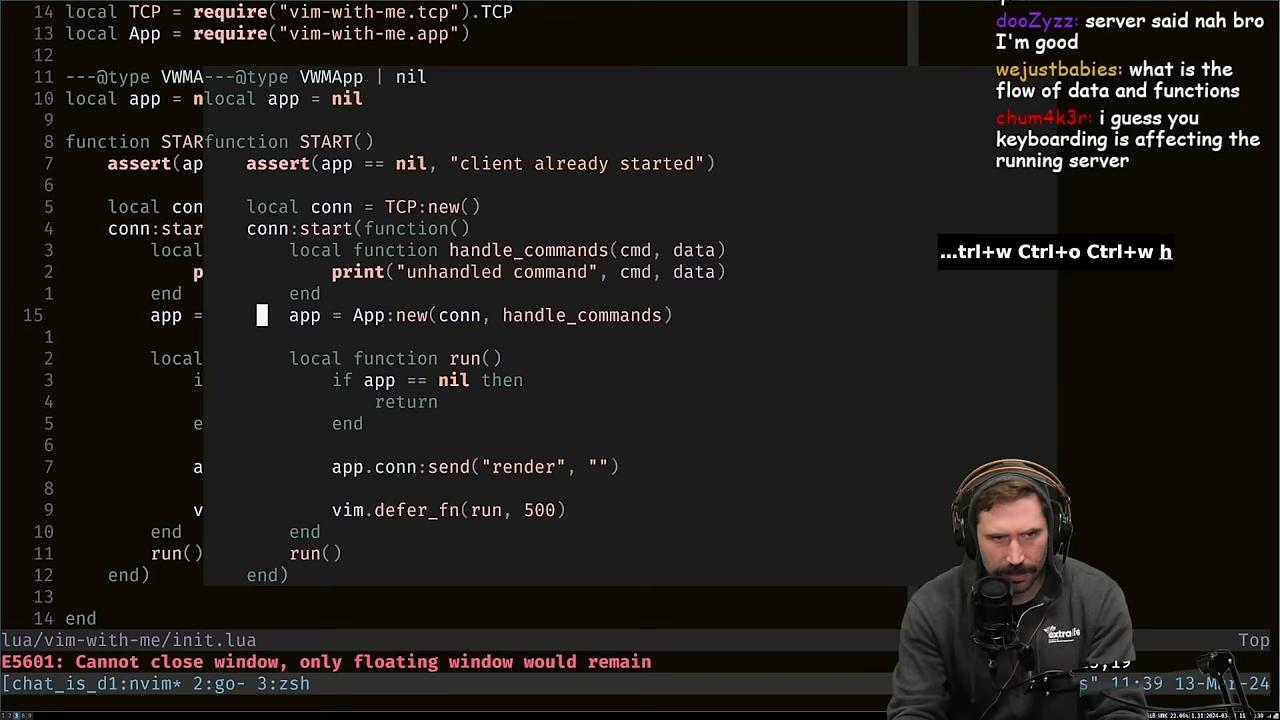 14 local TCP = require("vim-with-me.tcp").TCP
13 local App = require("vim-with-me.app")
12
11 ---@type VWMA---@type VWMApp | nil
10 local app = nlocal app = nil
9
8 function STARfunction START()
7 assert(ap assert(app == nil, "client already started")
6
5 local con local conn = TCP:new()
4 conn:star conn:start(function()
3 local local function handle_commands(cmd, data)
2 p print("unhandled command", cmd, data)
1 end end
15 app = app = App:new(conn, handle_commands)
1
2 local local function run()
3 i if app == nil then
4 return
5 e end
6
7 a app.conn:send("render", "")
8
9 v vim.defer_fn(run, 500)
10 end end
11 run() run()
12 end) end)
13
14 end
lua/vim-with-me/init.lua Top
E5601: Cannot close window, only floating window would remain
[chat_is_d1:nvim* 2:go- 3:zsh s" 11:39 13-Mar-24
dooZyzz: server said nah bro
I'm good
wejustbabies: what is the
flow of data and functions
chum4k3r: i guess you
keyboarding is affecting the
running server
...trl+w Ctrl+o Ctrl+w h
extralife